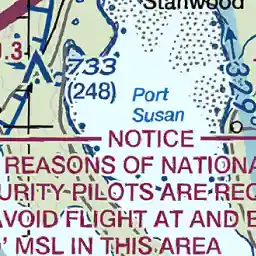 Stanwood
.3
733
(248)
Port
Susan
329°
NOTICE
REASONS OF NATIONA
URITY PILOTS ARE REQ
AVOID FLIGHT AT AND B
' MSL IN THIS AREA